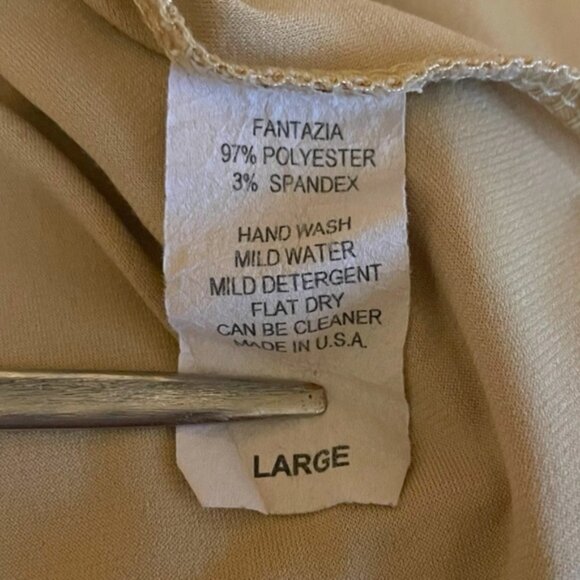 FANTAZIA
97% POLYESTER
3% SPANDEX
HAND WASH
MILD WATER
MILD DETERGENT
FLAT DRY
CAN BE CLEANER
MADE IN U.S.A.
LARGE